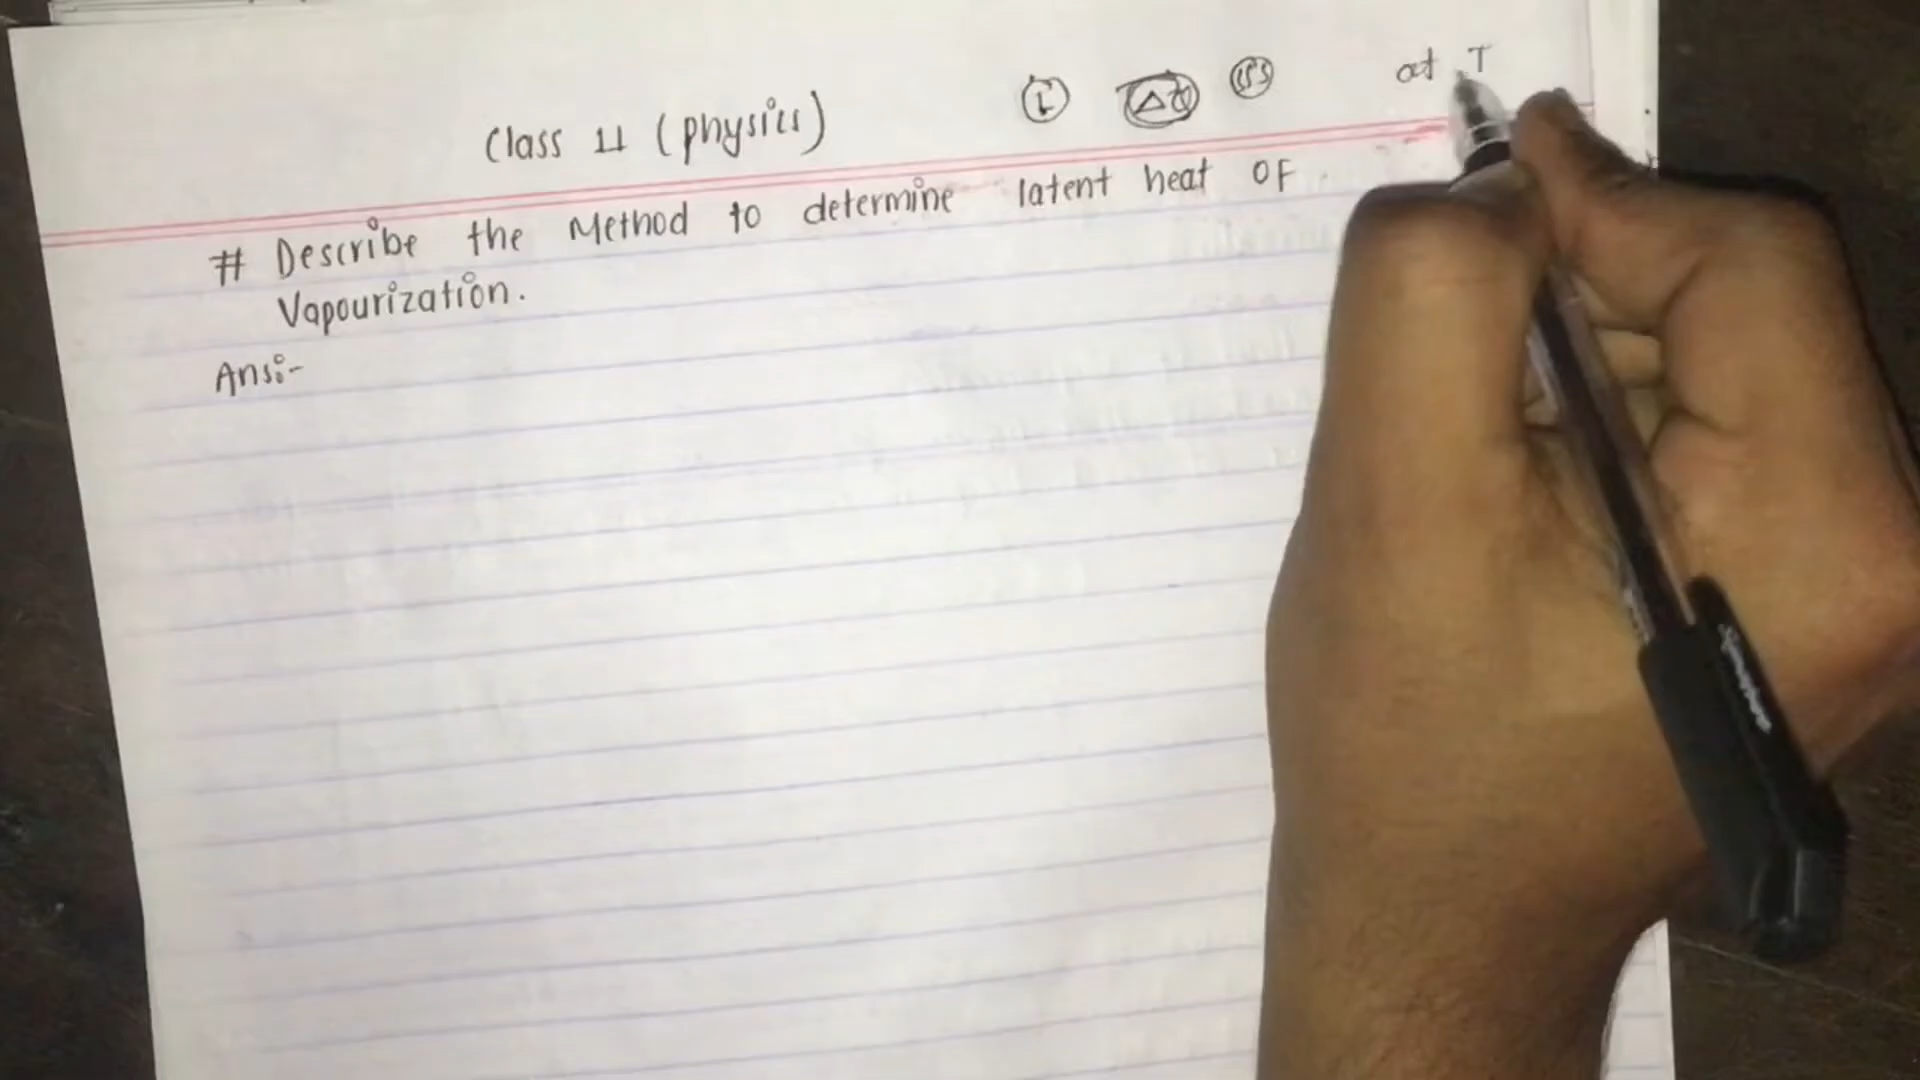 at T
Class 11 (physics)
# Describe the Method to determine latent heat OF
Vapourization.
Ans:-